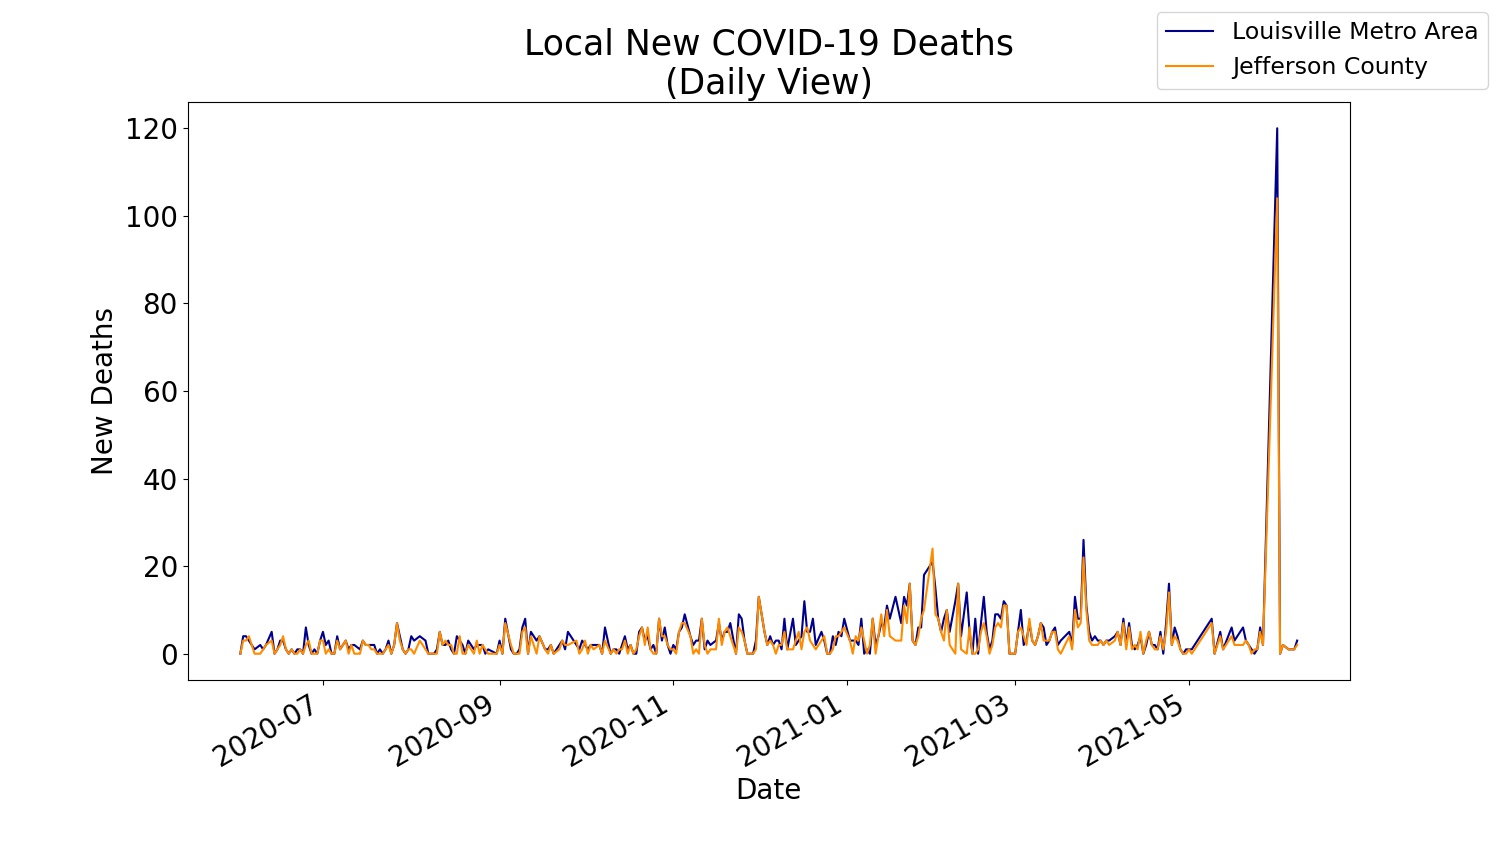 Local New COVID-19 Deaths
(Daily View)
Louisville Metro Area
Jefferson County
120
100
80
60
40
20
0
New Deaths
2020-07
2020-09
2020-11
2021-01
2021-03
2021-05
Date